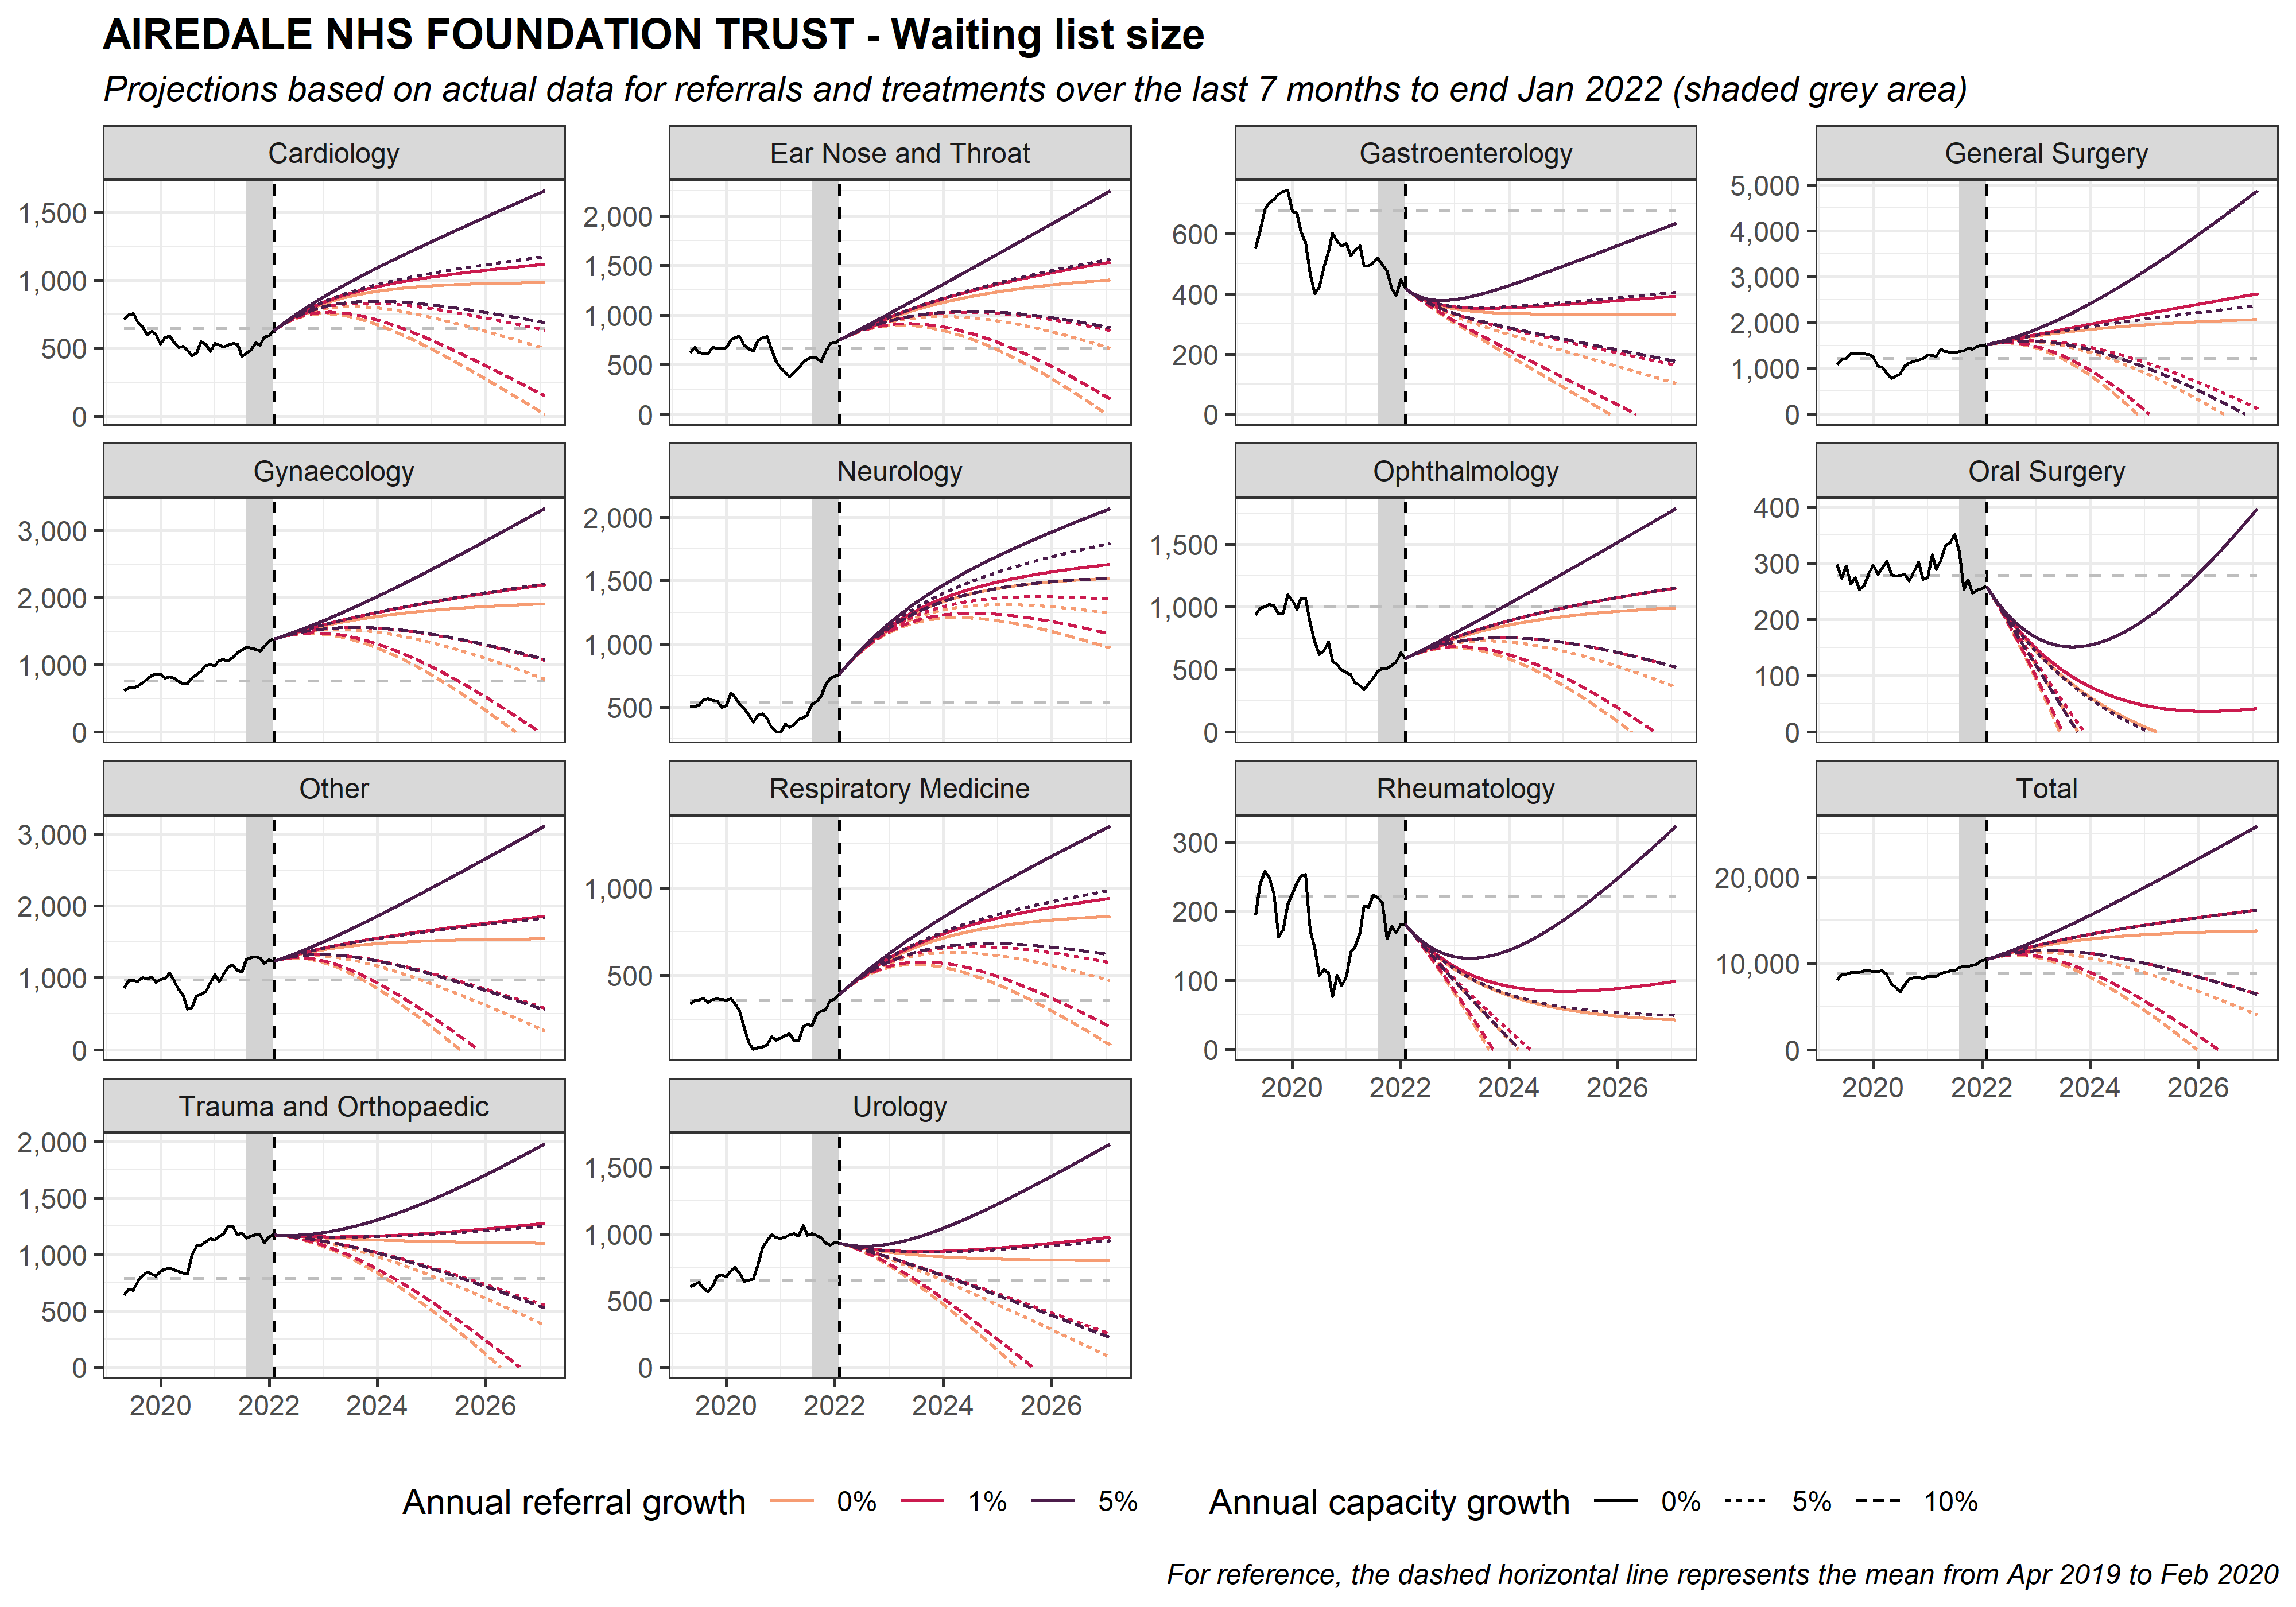 AIREDALE NHS FOUNDATION TRUST - Waiting list size
Projections based on actual data for referrals and treatments over the last 7 months to end Jan 2022 (shaded grey area)
Cardiology
1,500
1,000
500
0
Ear Nose and Throat
2,000
1,500
1,000
500
0
Gastroenterology
600
400
200
0
General Surgery
5,000
4,000
3,000
2,000
1,000
0
Gynaecology
3,000
2,000
1,000
0
Neurology
2,000
1,500
1,000
500
Ophthalmology
1,500
1,000
500
0
Oral Surgery
400
300
200
100
0
Other
3,000
2,000
1,000
0
Respiratory Medicine
1,000
500
Rheumatology
300
200
100
0
2020 2022 2024 2026
Total
20,000
10,000
0
2020 2022 2024 2026
Trauma and Orthopaedic
2,000
1,500
1,000
500
0
2020 2022 2024 2026
Urology
1,500
1,000
500
0
2020 2022 2024 2026
Annual referral growth 0% 1% 5% Annual capacity growth 0% 5% 10%
For reference, the dashed horizontal line represents the mean from Apr 2019 to Feb 2020